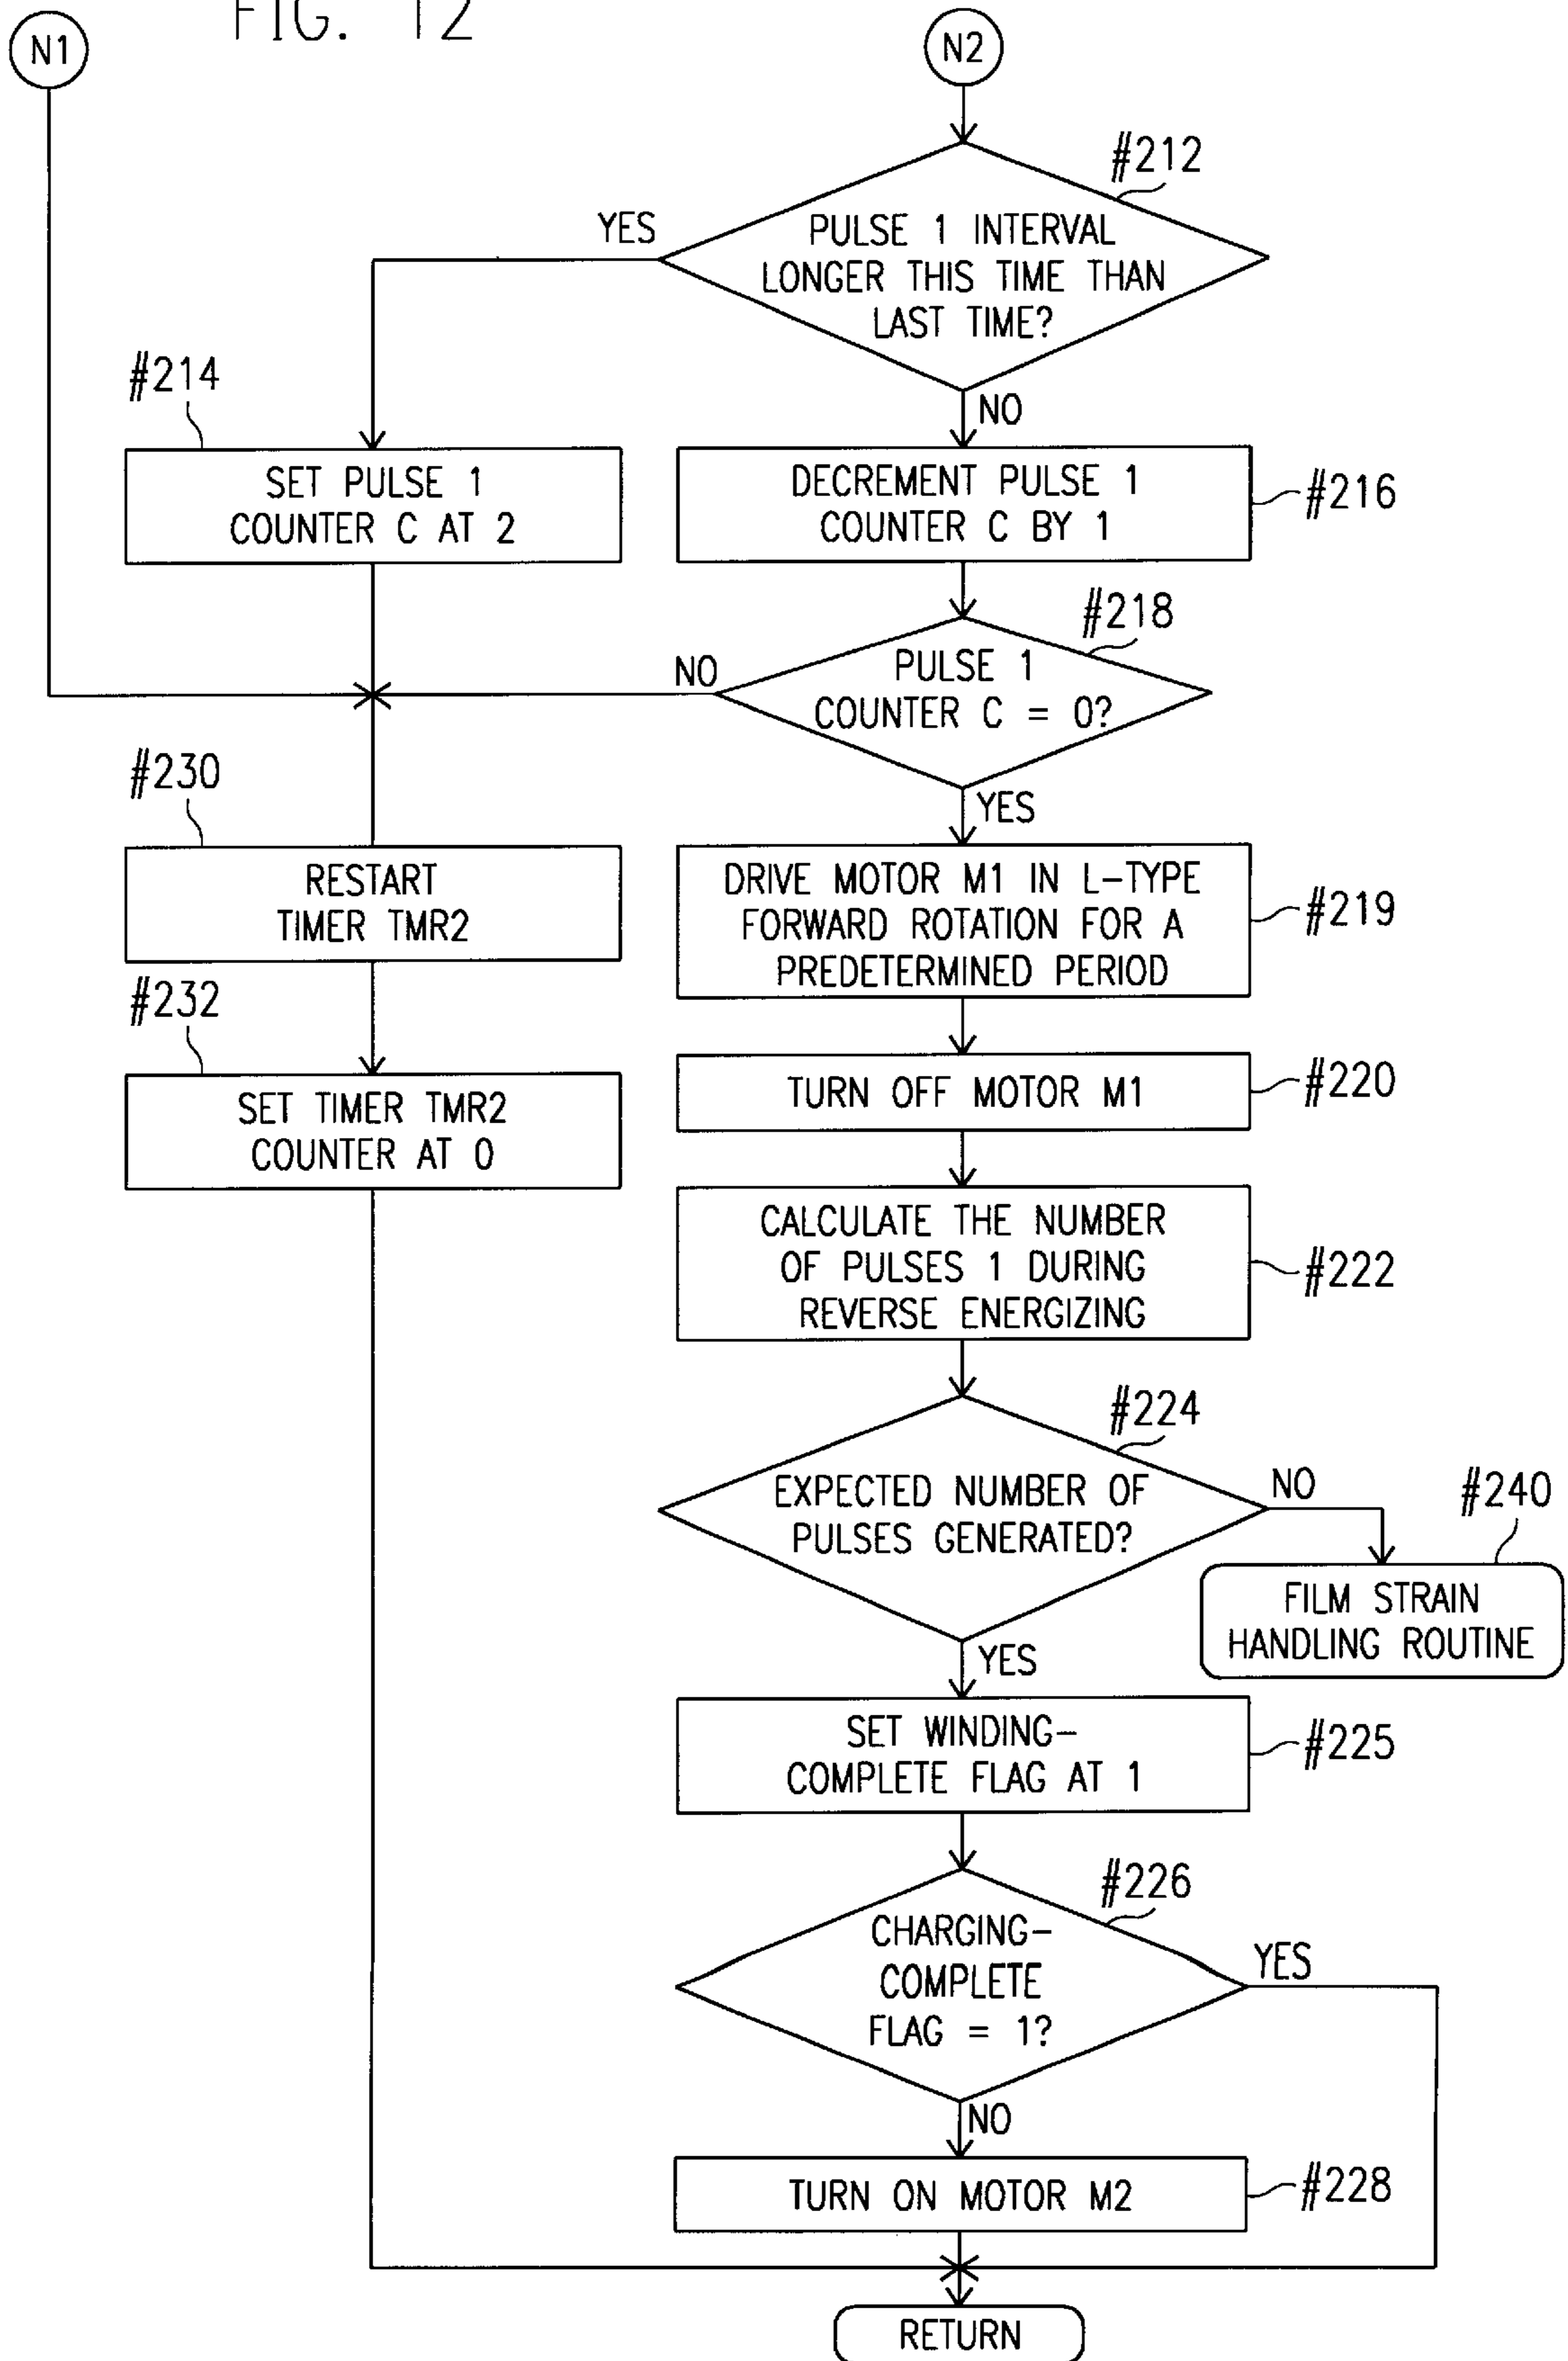 FIG. 12
N1
N2
#212
PULSE 1 INTERVAL
LONGER THIS TIME THAN
LAST TIME?
YES
NO
#214
SET PULSE 1
COUNTER C AT 2
DECREMENT PULSE 1
COUNTER C BY 1
#216
#218
PULSE 1
COUNTER C = 0?
NO
YES
#230
RESTART
TIMER TMR2
DRIVE MOTOR M1 IN L-TYPE
FORWARD ROTATION FOR A
PREDETERMINED PERIOD
#219
#232
SET TIMER TMR2
COUNTER AT 0
TURN OFF MOTOR M1
#220
CALCULATE THE NUMBER
OF PULSES 1 DURING
REVERSE ENERGIZING
#222
#224
EXPECTED NUMBER OF
PULSES GENERATED?
NO
#240
FILM STRAIN
HANDLING ROUTINE
YES
SET WINDING-
COMPLETE FLAG AT 1
#225
#226
CHARGING-
COMPLETE
FLAG = 1?
YES
NO
TURN ON MOTOR M2
#228
RETURN